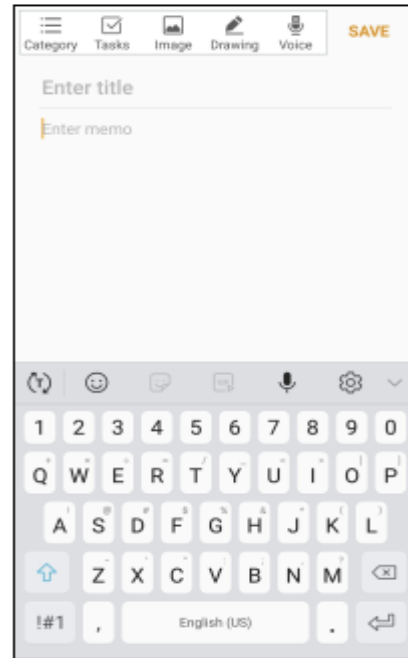 SAVE
Category Tasks Image Drawing Voice
Enter title
Enter memo
1 2 3 4 5 6 7 8 9 0
Q W E R T Y U I O P
A S D F G H J K L
Z X C V B N M
!#1 , English (US) .